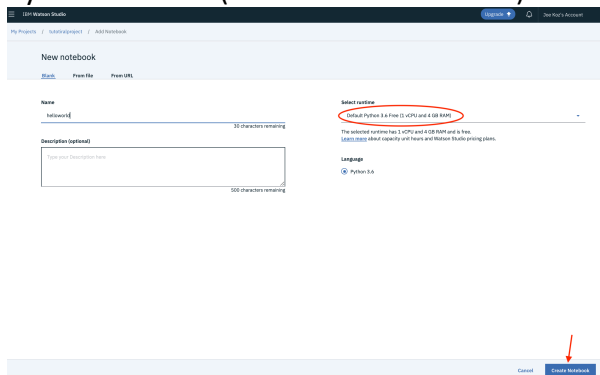 IBM Watson Studio
Upgrade
Joe Koz's Account
My Projects / tutotiralproject / Add Notebook
New notebook
Blank From file From URL
Name
helloworld
30 characters remaining
Description (optional)
Type your Description here
500 characters remaining
Select runtime
Default Python 3.6 Free (1 vCPU and 4 GB RAM)
The selected runtime has 1 vCPU and 4 GB RAM and is free.
Learn more about capacity unit hours and Watson Studio pricing plans.
Language
Python 3.6
Cancel Create Notebook